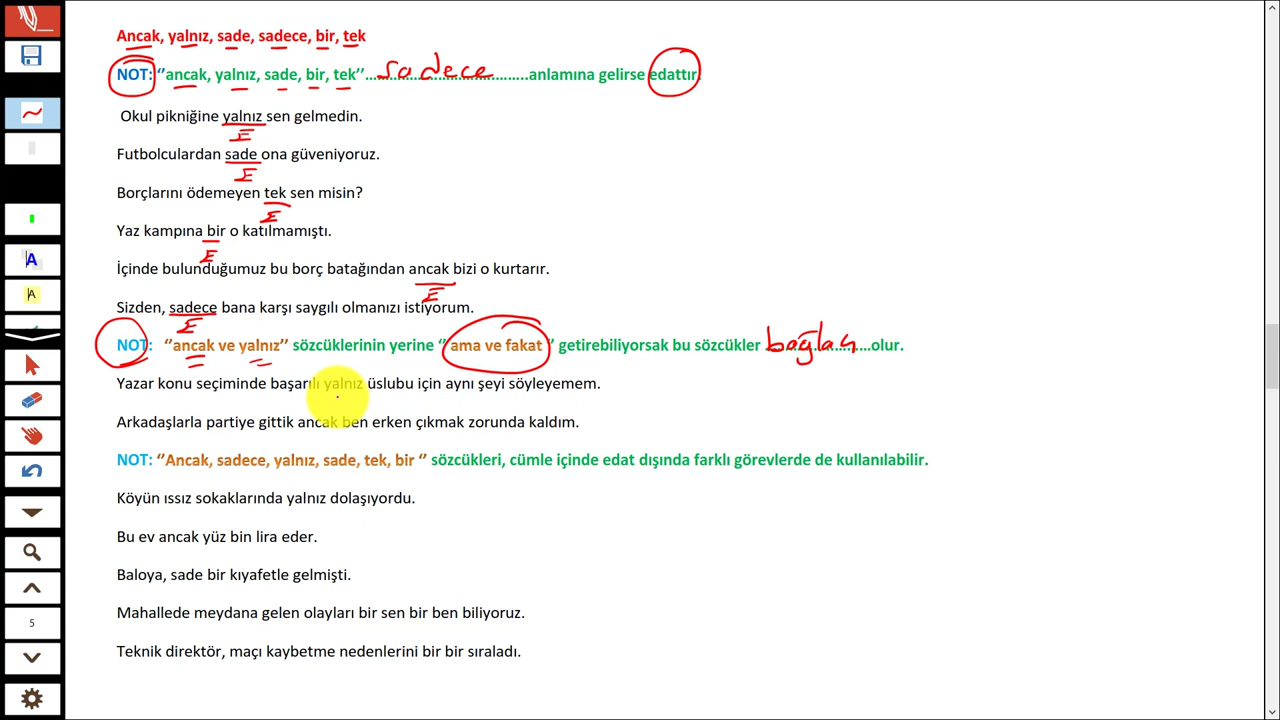 Ancak, yalnız, sade, sadece, bir, tek
NOT: ‘’ancak, yalnız, sade, bir, tek’’...sadece...anlamına gelirse edattır.
Okul pikniğine yalnız sen gelmedin.
E
Futbolculardan sade ona güveniyoruz.
E
Borçlarını ödemeyen tek sen misin?
E
Yaz kampına bir o katılmamıştı.
E
İçinde bulunduğumuz bu borç batağından ancak bizi o kurtarır.
E
Sizden, sadece bana karşı saygılı olmanızı istiyorum.
E
NOT: ‘’ancak ve yalnız’’ sözcüklerinin yerine ‘’ ama ve fakat ‘’ getirebiliyorsak bu sözcükler ...bağlaç...olur.
Yazar konu seçiminde başarılı yalnız üslubu için aynı şeyi söyleyemem.
Arkadaşlarla partiye gittik ancak ben erken çıkmak zorunda kaldım.
NOT: ‘’Ancak, sadece, yalnız, sade, tek, bir ‘’ sözcükleri, cümle içinde edat dışında farklı görevlerde de kullanılabilir.
Köyün ıssız sokaklarında yalnız dolaşıyordu.
Bu ev ancak yüz bin lira eder.
Baloya, sade bir kıyafetle gelmişti.
Mahallede meydana gelen olayları bir sen bir ben biliyoruz.
5
Teknik direktör, maçı kaybetme nedenlerini bir bir sıraladı.
A
A